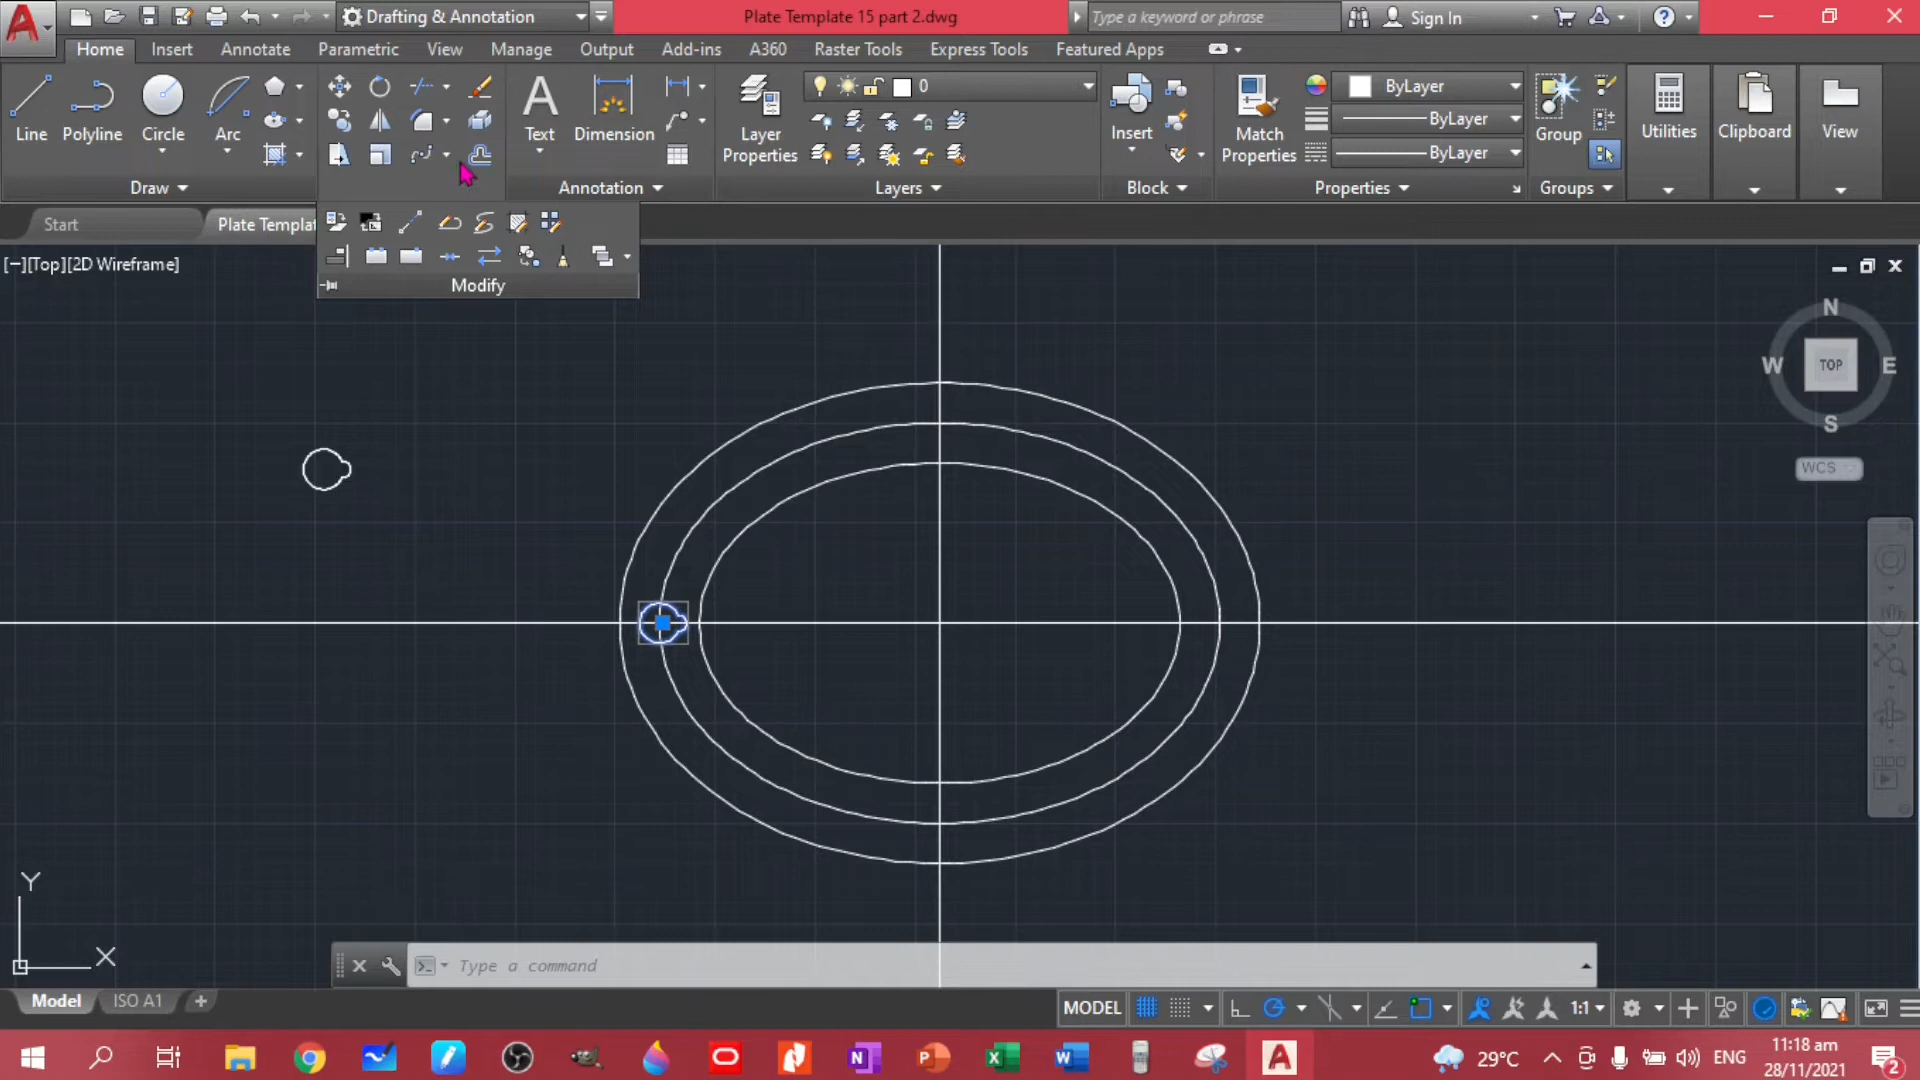 Drafting & Annotation
Plate Template 15 part 2.dwg
Type a keyword or phrase
Sign In
Home
Insert
Annotate
Parametric
View
Manage
Output
Add-ins
A360
Raster Tools
Express Tools
Featured Apps
Line
Polyline
Circle
Arc
Text
Dimension
Layer
Properties
0
Insert
Match
Properties
ByLayer
ByLayer
ByLayer
Group
Utilities
Clipboard
View
Draw
Annotation
Layers
Block
Properties
Groups
Start
Plate Templat
Modify
[−][Top][2D Wireframe]
N
W
TOP
E
S
WCS
Y
X
Type a command
Model
ISO A1
MODEL
1:1
29°C
ENG
11:18 am
28/11/2021
2